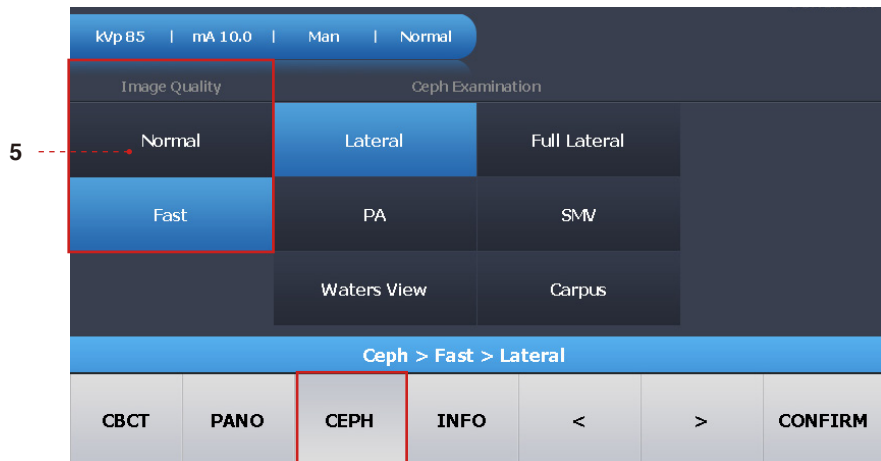 kVp 85 | mA 10.0 | Man | Normal
Image Quality Ceph Examination
5 Normal Lateral Full Lateral
Fast PA SMV
Waters View Carpus
Ceph > Fast > Lateral
CBCT PANO CEPH INFO < > CONFIRM